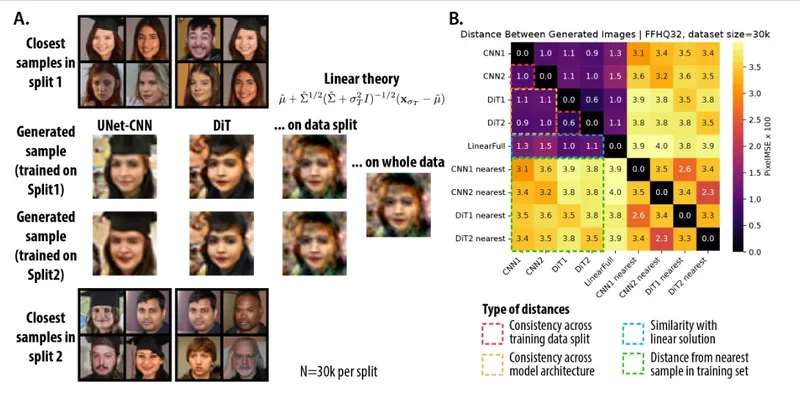 A.
Closest
samples in
split 1
Linear theory
μ̂ + Σ̂^{1/2}(Σ̂ + σ_T^2 I)^{-1/2}(x_{σ_T} − μ̂)
UNet-CNN DiT ... on data split
Generated
sample
(trained on
Split1)
... on whole data
Generated
sample
(trained on
Split2)
Closest
samples in
split 2
N=30k per split
B.
Distance Between Generated Images | FFHQ32, dataset size=30k
CNN1 0.0 1.0 1.1 0.9 1.3 3.1 3.4 3.5 3.4
CNN2 1.0 0.0 1.1 1.0 1.5 3.6 3.2 3.6 3.5
DiT1 1.1 1.1 0.0 0.6 1.0 3.9 3.8 3.5 3.8
DiT2 0.9 1.0 0.6 0.0 1.1 3.8 3.8 3.8 3.5
LinearFull 1.3 1.5 1.0 1.1 0.0 3.9 4.0 3.8 3.9
CNN1 nearest 3.1 3.6 3.9 3.8 3.9 0.0 3.4 2.6 3.4
CNN2 nearest 3.4 3.2 3.8 3.8 4.0 3.5 0.0 3.4 2.3
DiT1 nearest 3.5 3.6 3.5 3.8 3.8 2.6 3.4 0.0 3.3
DiT2 nearest 3.4 3.5 3.8 3.5 3.9 3.4 2.3 3.3 0.0
CNN1 CNN2 DiT1 DiT2 LinearFull CNN1 nearest CNN2 nearest DiT1 nearest DiT2 nearest
3.5
3.0
2.5
2.0
1.5
1.0
0.5
0.0
PixelMSE x 100
Type of distances
Consistency across
training data split
Similarity with
linear solution
Consistency across
model architecture
Distance from nearest
sample in training set